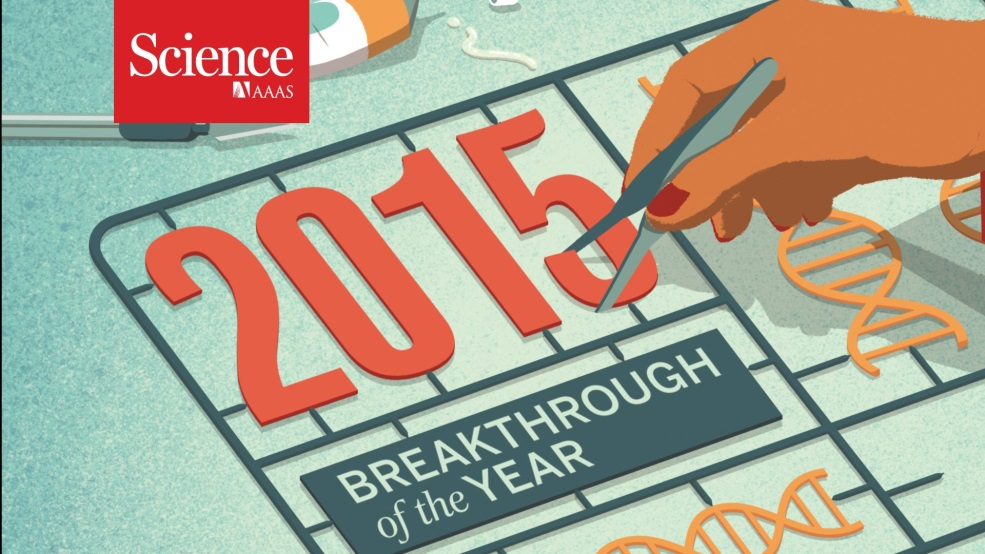 Science
AAAS
2015
BREAKTHROUGH
of the YEAR